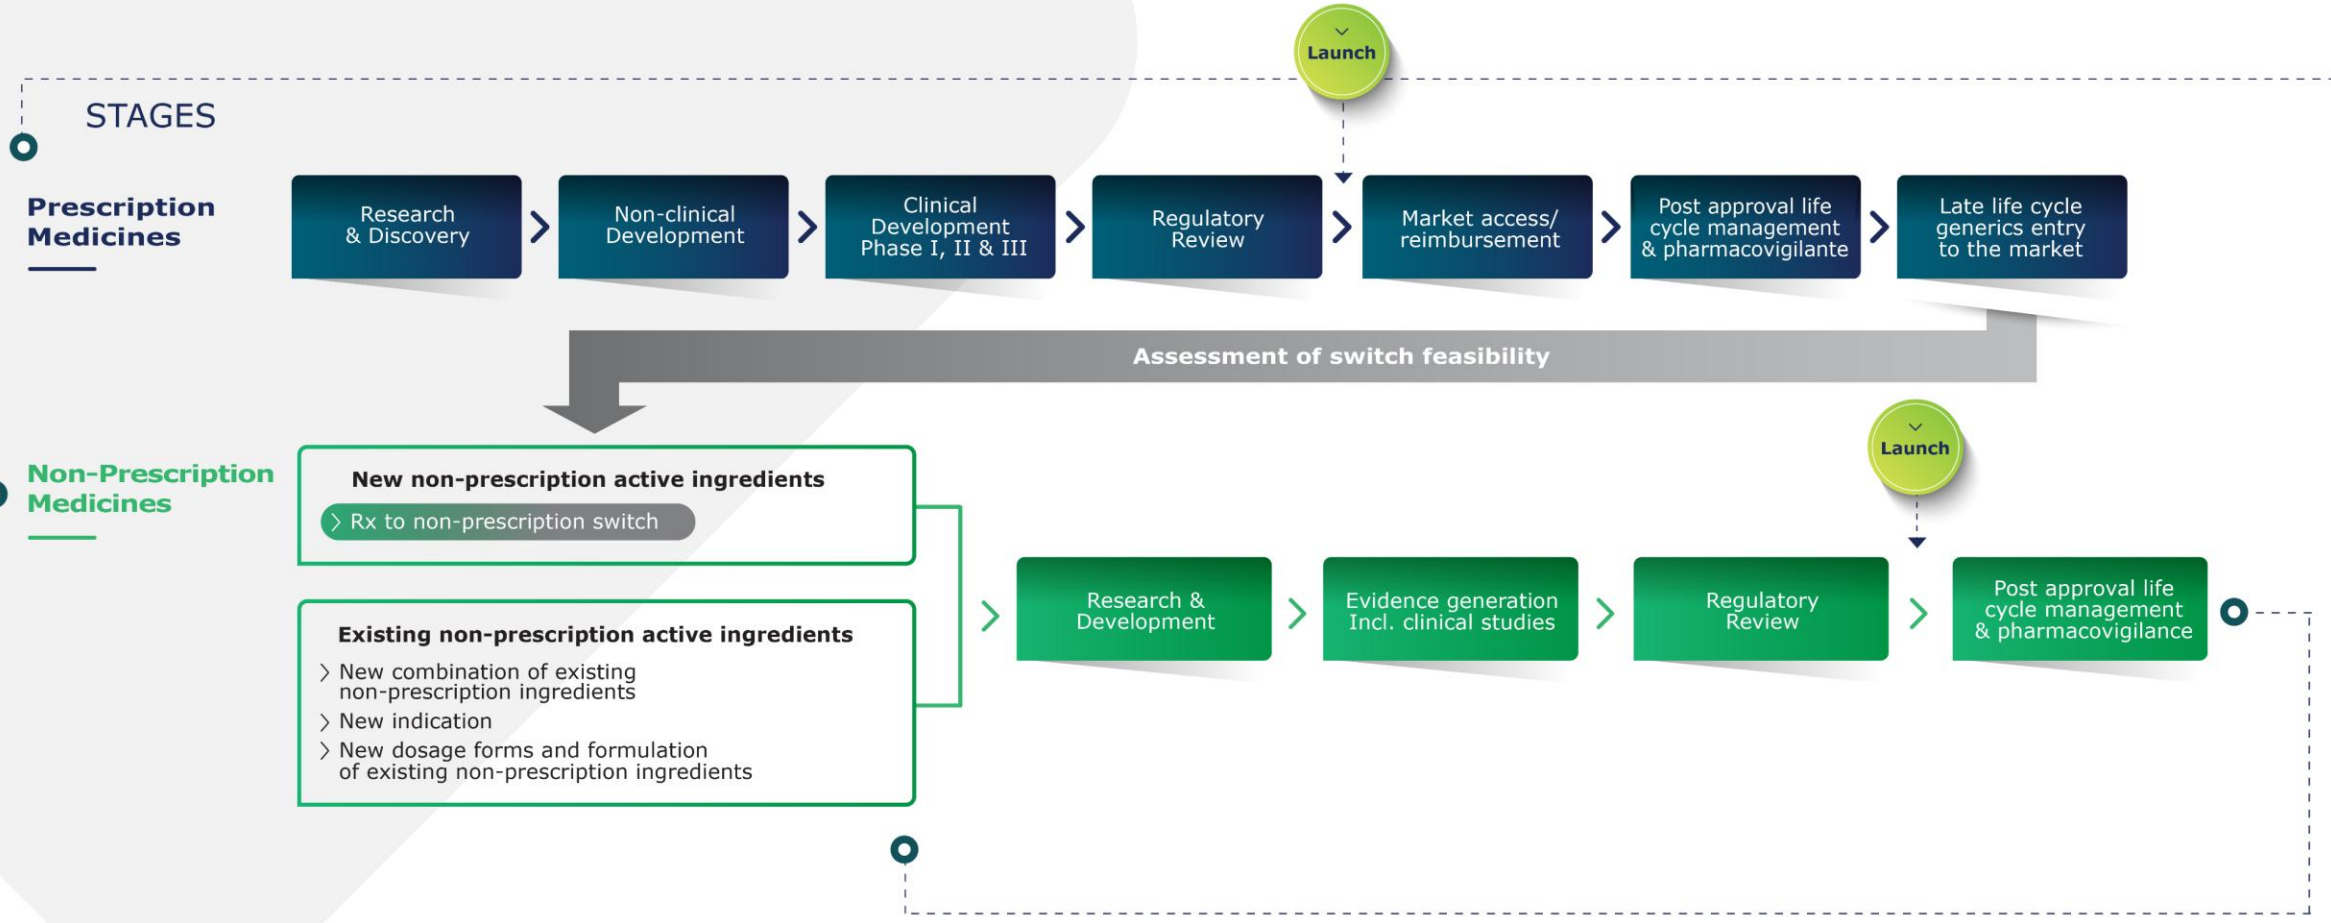 Launch
STAGES
Prescription
Medicines
Research
& Discovery
Non-clinical
Development
Clinical
Development
Phase I, II & III
Regulatory
Review
Market access/
reimbursement
Post approval life
cycle management
& pharmacovigilante
Late life cycle
generics entry
to the market
Assessment of switch feasibility
Launch
Non-Prescription
Medicines
New non-prescription active ingredients
Rx to non-prescription switch
Existing non-prescription active ingredients
New combination of existing
non-prescription ingredients
New indication
New dosage forms and formulation
of existing non-prescription ingredients
Research &
Development
Evidence generation
Incl. clinical studies
Regulatory
Review
Post approval life
cycle management
& pharmacovigilance